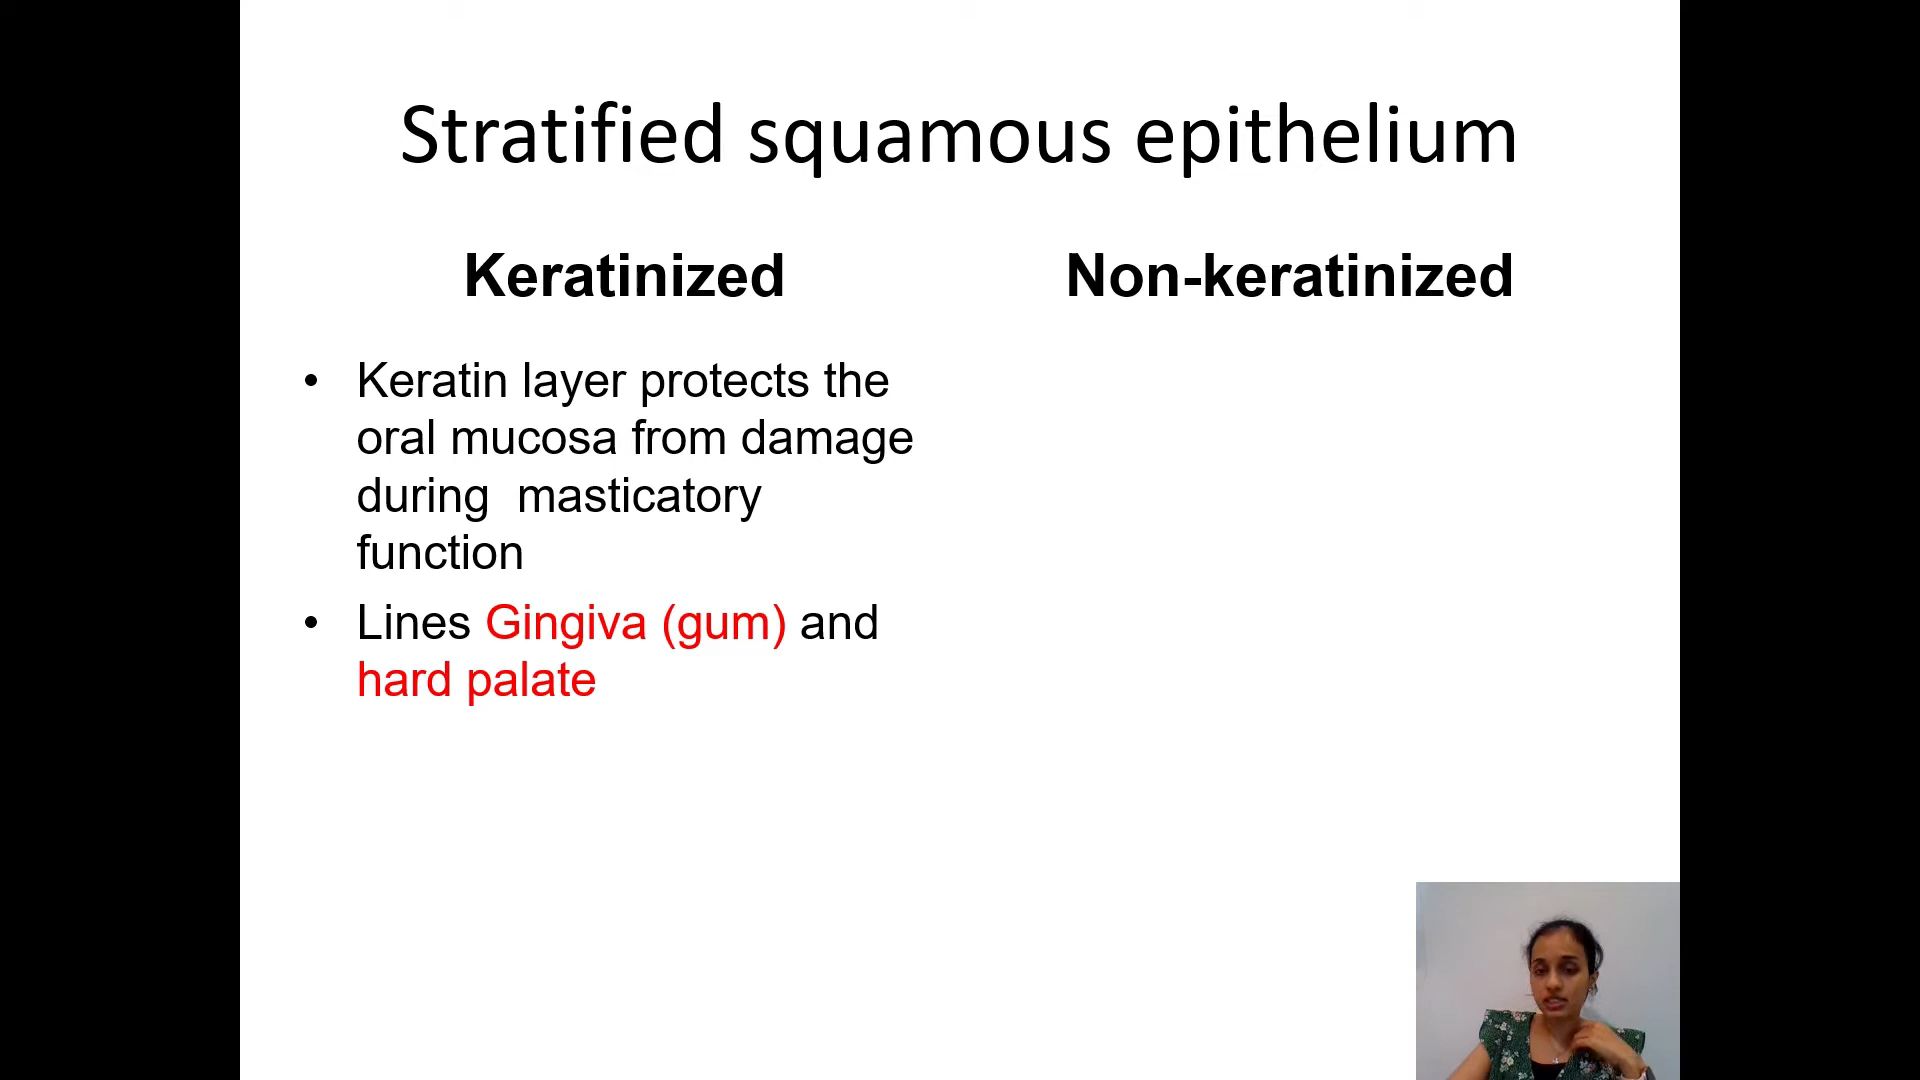 Stratified squamous epithelium
Keratinized
Non-keratinized
• Keratin layer protects the
oral mucosa from damage
during  masticatory
function
• Lines Gingiva (gum) and
hard palate